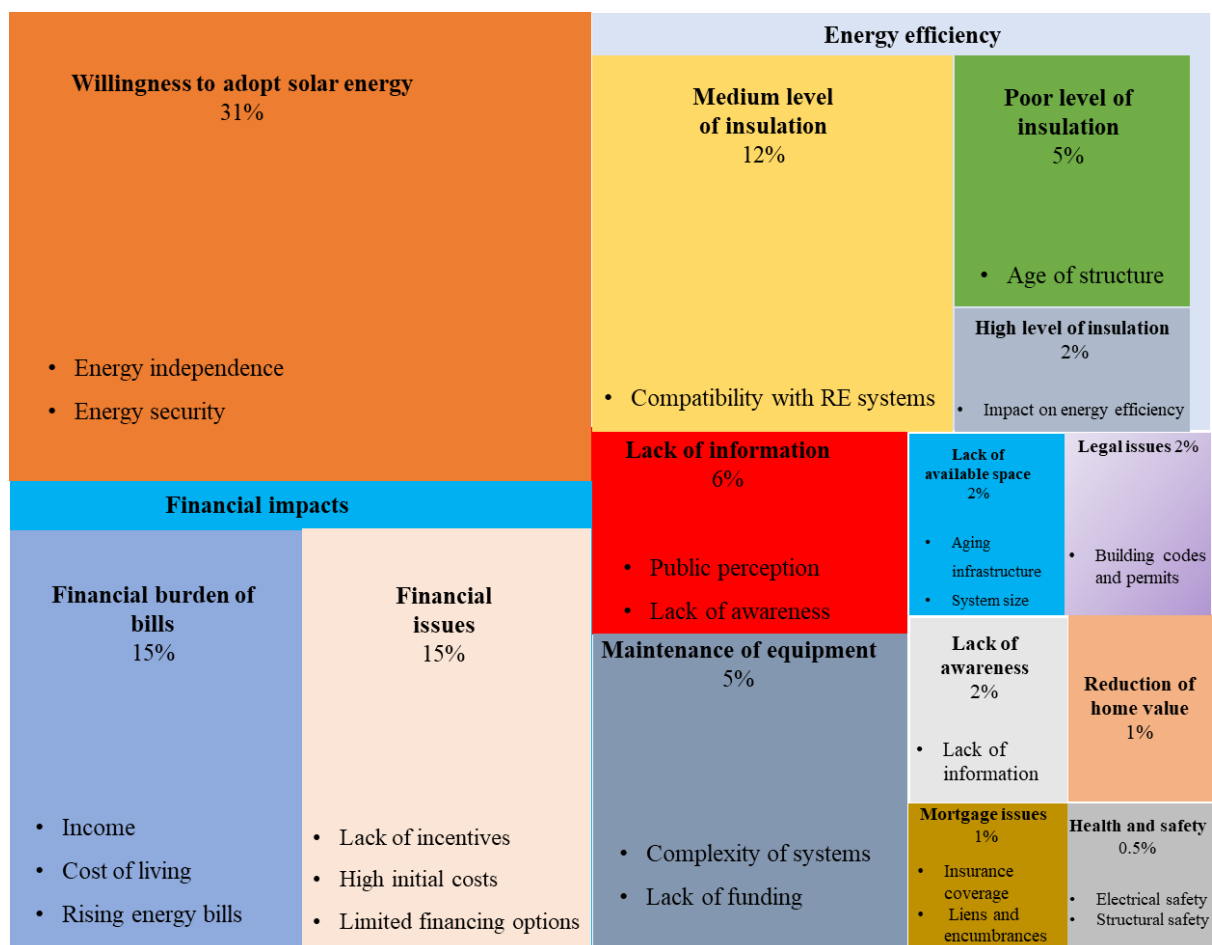 Willingness to adopt solar energy
31%
• Energy independence
• Energy security
Energy efficiency
Medium level
of insulation
12%
• Compatibility with RE systems
Poor level of
insulation
5%
• Age of structure
High level of insulation
2%
• Impact on energy efficiency
Financial impacts
Financial burden of
bills
15%
• Income
• Cost of living
• Rising energy bills
Financial
issues
15%
• Lack of incentives
• High initial costs
• Limited financing options
Lack of information
6%
• Public perception
• Lack of awareness
Maintenance of equipment
5%
• Complexity of systems
• Lack of funding
Lack of
available space
2%
• Aging
infrastructure
• System size
Legal issues 2%
• Building codes
and permits
Lack of
awareness
2%
• Lack of
information
Reduction of
home value
1%
Mortgage issues
1%
• Insurance
coverage
• Liens and
encumbrances
Health and safety
0.5%
• Electrical safety
• Structural safety